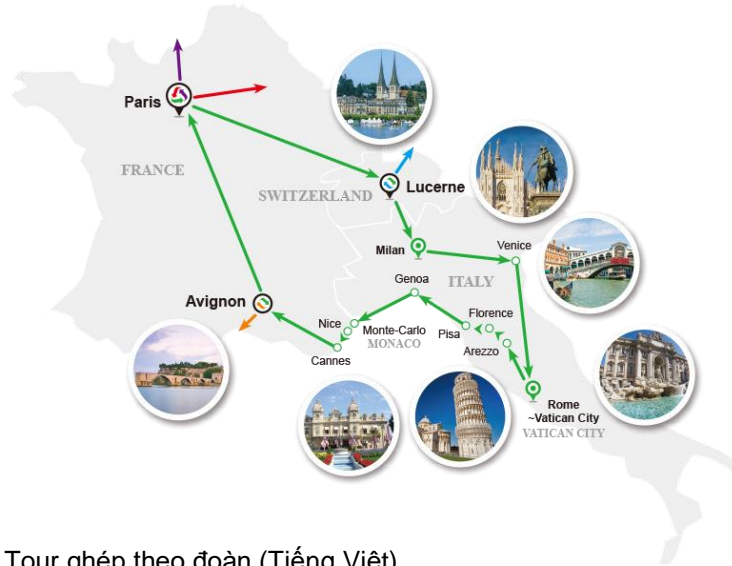 Paris
FRANCE
SWITZERLAND
Lucerne
Milan
Venice
Genoa
ITALY
Avignon
Nice
Monte-Carlo
MONACO
Cannes
Pisa
Florence
Arezzo
Rome
~Vatican City
VATICAN CITY
Tour ghép theo đoàn (Tiếng Việt)